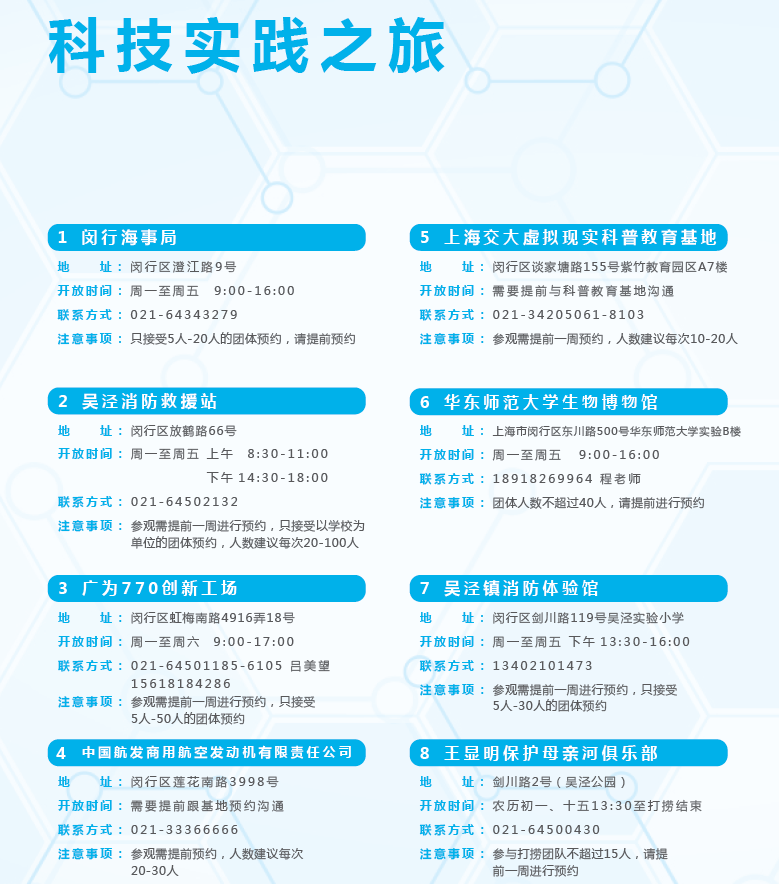 科技实践之旅
1 闵行海事局
地 址：闵行区澄江路9号
开放时间：周一至周五 9:00-16:00
联系方式：021-64343279
注意事项：只接受5人-20人的团体预约，请提前预约
2 吴泾消防救援站
地 址：闵行区放鹤路66号
开放时间：周一至周五 上午 8:30-11:00
下午 14:30-18:00
联系方式：021-64502132
注意事项：参观需提前一周进行预约，只接受以学校为
单位的团体预约，人数建议每次20-100人
3 广为770创新工场
地 址：闵行区虹梅南路4916弄18号
开放时间：周一至周六 9:00-17:00
联系方式：021-64501185-6105 吕美望
15618184286
注意事项：参观需提前一周进行预约，只接受
5人-50人的团体预约
4 中国航发商用航空发动机有限责任公司
地 址：闵行区莲花南路3998号
开放时间：需要提前跟基地预约沟通
联系方式：021-33366666
注意事项：参观需提前预约，人数建议每次
20-30人
5 上海交大虚拟现实科普教育基地
地 址：闵行区谈家塘路155号紫竹教育园区A7楼
开放时间：需要提前与科普教育基地沟通
联系方式：021-34205061-8103
注意事项：参观需提前一周预约，人数建议每次10-20人
6 华东师范大学生物博物馆
地 址：上海市闵行区东川路500号华东师范大学实验B楼
开放时间：周一至周五 9:00-16:00
联系方式：18918269964 程老师
注意事项：团体人数不超过40人，请提前进行预约
7 吴泾镇消防体验馆
地 址：闵行区剑川路119号吴泾实验小学
开放时间：周一至周五 下午 13:30-16:00
联系方式：13402101473
注意事项：参观需提前一周进行预约，只接受
5人-30人的团体预约
8 王显明保护母亲河俱乐部
地 址：剑川路2号（吴泾公园）
开放时间：农历初一、十五13:30至打捞结束
联系方式：021-64500430
注意事项：参与打捞团队不超过15人，请提
前一周进行预约